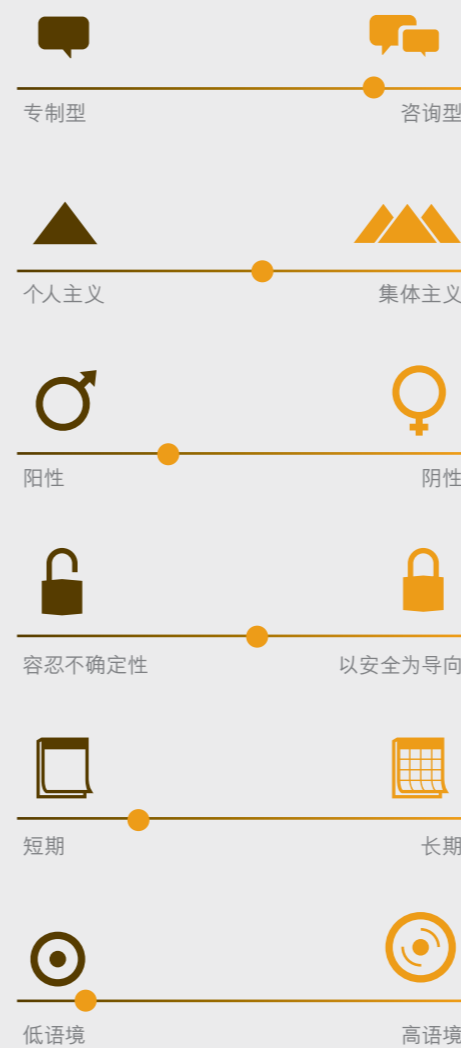 专制型
咨询型
个人主义
集体主义
阳性
阴性
容忍不确定性
以安全为导向
短期
长期
低语境
高语境